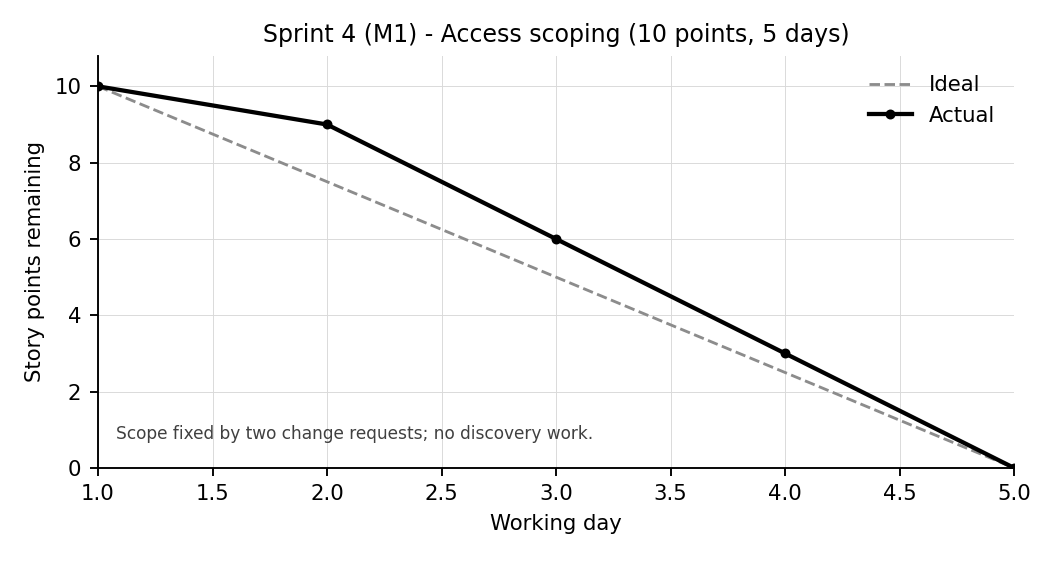 Sprint 4 (M1) - Access scoping (10 points, 5 days)
Ideal
Actual
Story points remaining
10
8
6
4
2
0
Scope fixed by two change requests; no discovery work.
1.0 1.5 2.0 2.5 3.0 3.5 4.0 4.5 5.0
Working day